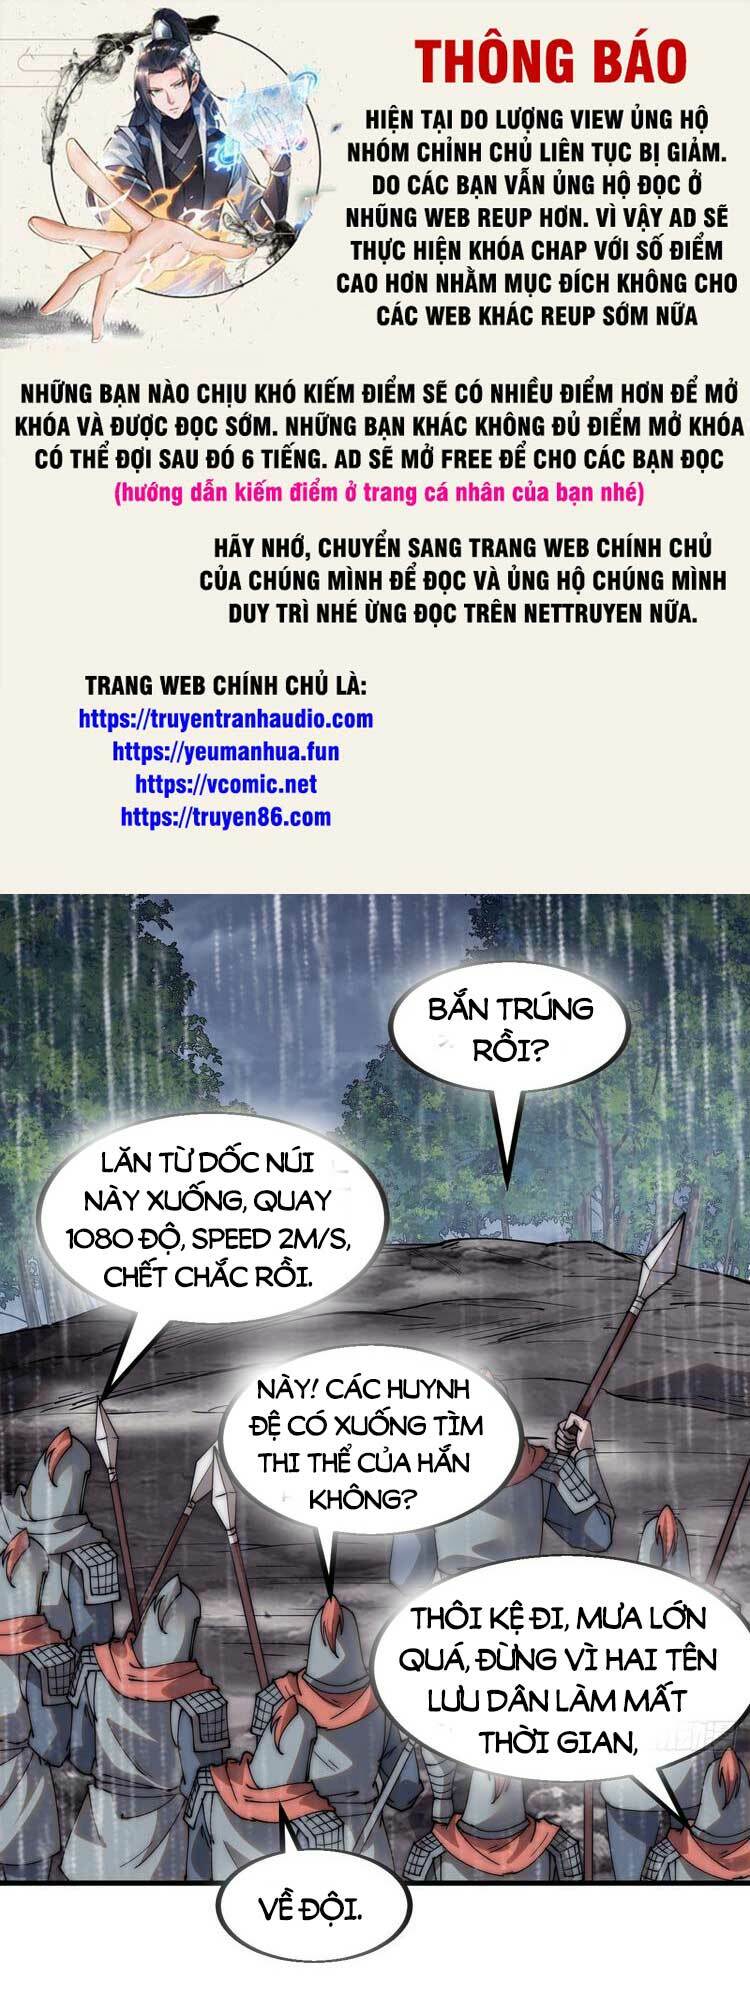 THÔNG BÁO
HIỆN TẠI DO LƯỢNG VIEW ỦNG HỘ
NHÓM CHỈNH CHỦ LIÊN TỤC BỊ GIẢM.
DO CÁC BẠN VẪN ỦNG HỘ ĐỌC Ở
NHŨNG WEB REUP HƠN. VÌ VẬY AD SẼ
THỰC HIỆN KHÓA CHAP VỚI SỐ ĐIỂM
CAO HƠN NHẰM MỤC ĐÍCH KHÔNG CHO
CÁC WEB KHÁC REUP SỚM NỮA
NHỮNG BẠN NÀO CHỊU KHÓ KIẾM ĐIỂM SẼ CÓ NHIỀU ĐIỂM HƠN ĐỂ MỞ
KHÓA VÀ ĐƯỢC ĐỌC SỚM. NHỮNG BẠN KHÁC KHÔNG ĐỦ ĐIỂM MỞ KHÓA
CÓ THỂ ĐỢI SAU ĐÓ 6 TIẾNG. AD SẼ MỞ FREE ĐỂ CHO CÁC BẠN ĐỌC
(hướng dẫn kiếm điểm ở trang cá nhân của bạn nhé)
HÃY NHỚ, CHUYỂN SANG TRANG WEB CHÍNH CHỦ
CỦA CHÚNG MÌNH ĐỂ ĐỌC VÀ ỦNG HỘ CHÚNG MÌNH
DUY TRÌ NHÉ ỪNG ĐỌC TRÊN NETTRUYEN NỮA.
TRANG WEB CHÍNH CHỦ LÀ:
https://truyentranhaudio.com
https://yeumanhua.fun
https://vcomic.net
https://truyen86.com
BẮN TRÚNG
RỒI?
LĂN TỪ DỐC NÚI
NÀY XUỐNG, QUAY
1080 ĐỘ, SPEED 2M/S,
CHẾT CHẮC RỒI.
NÀY! CÁC HUYNH
ĐỆ CÓ XUỐNG TÌM
THI THỂ CỦA HẮN
KHÔNG?
THÔI KỆ ĐI, MƯA LỚN
QUÁ, ĐỪNG VÌ HAI TÊN
LƯU DÂN LÀM MẤT
THỜI GIAN,
VỀ ĐỘI.